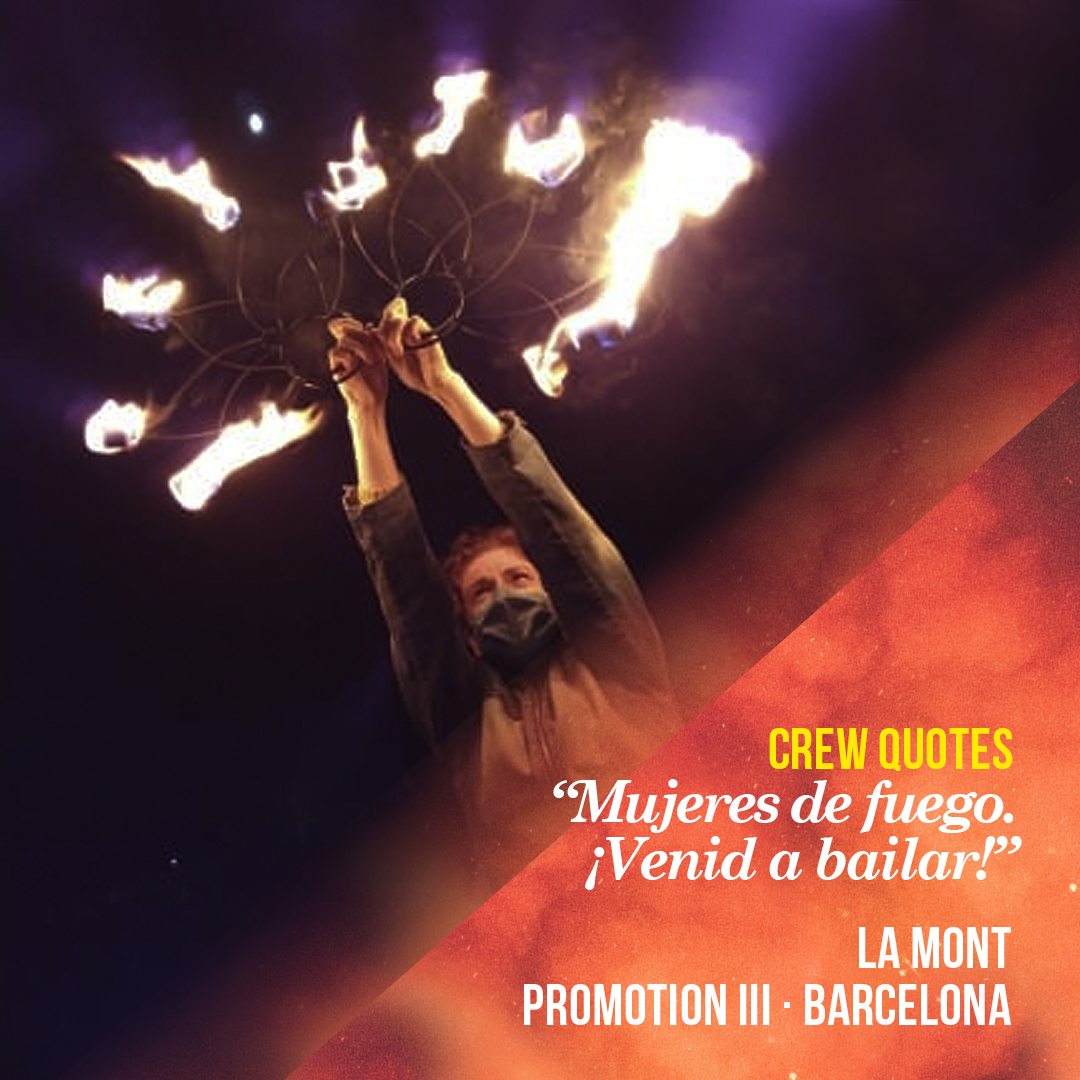 CREW QUOTES
“Mujeres de fuego.
¡Venid a bailar!”
LA MONT
PROMOTION III · BARCELONA